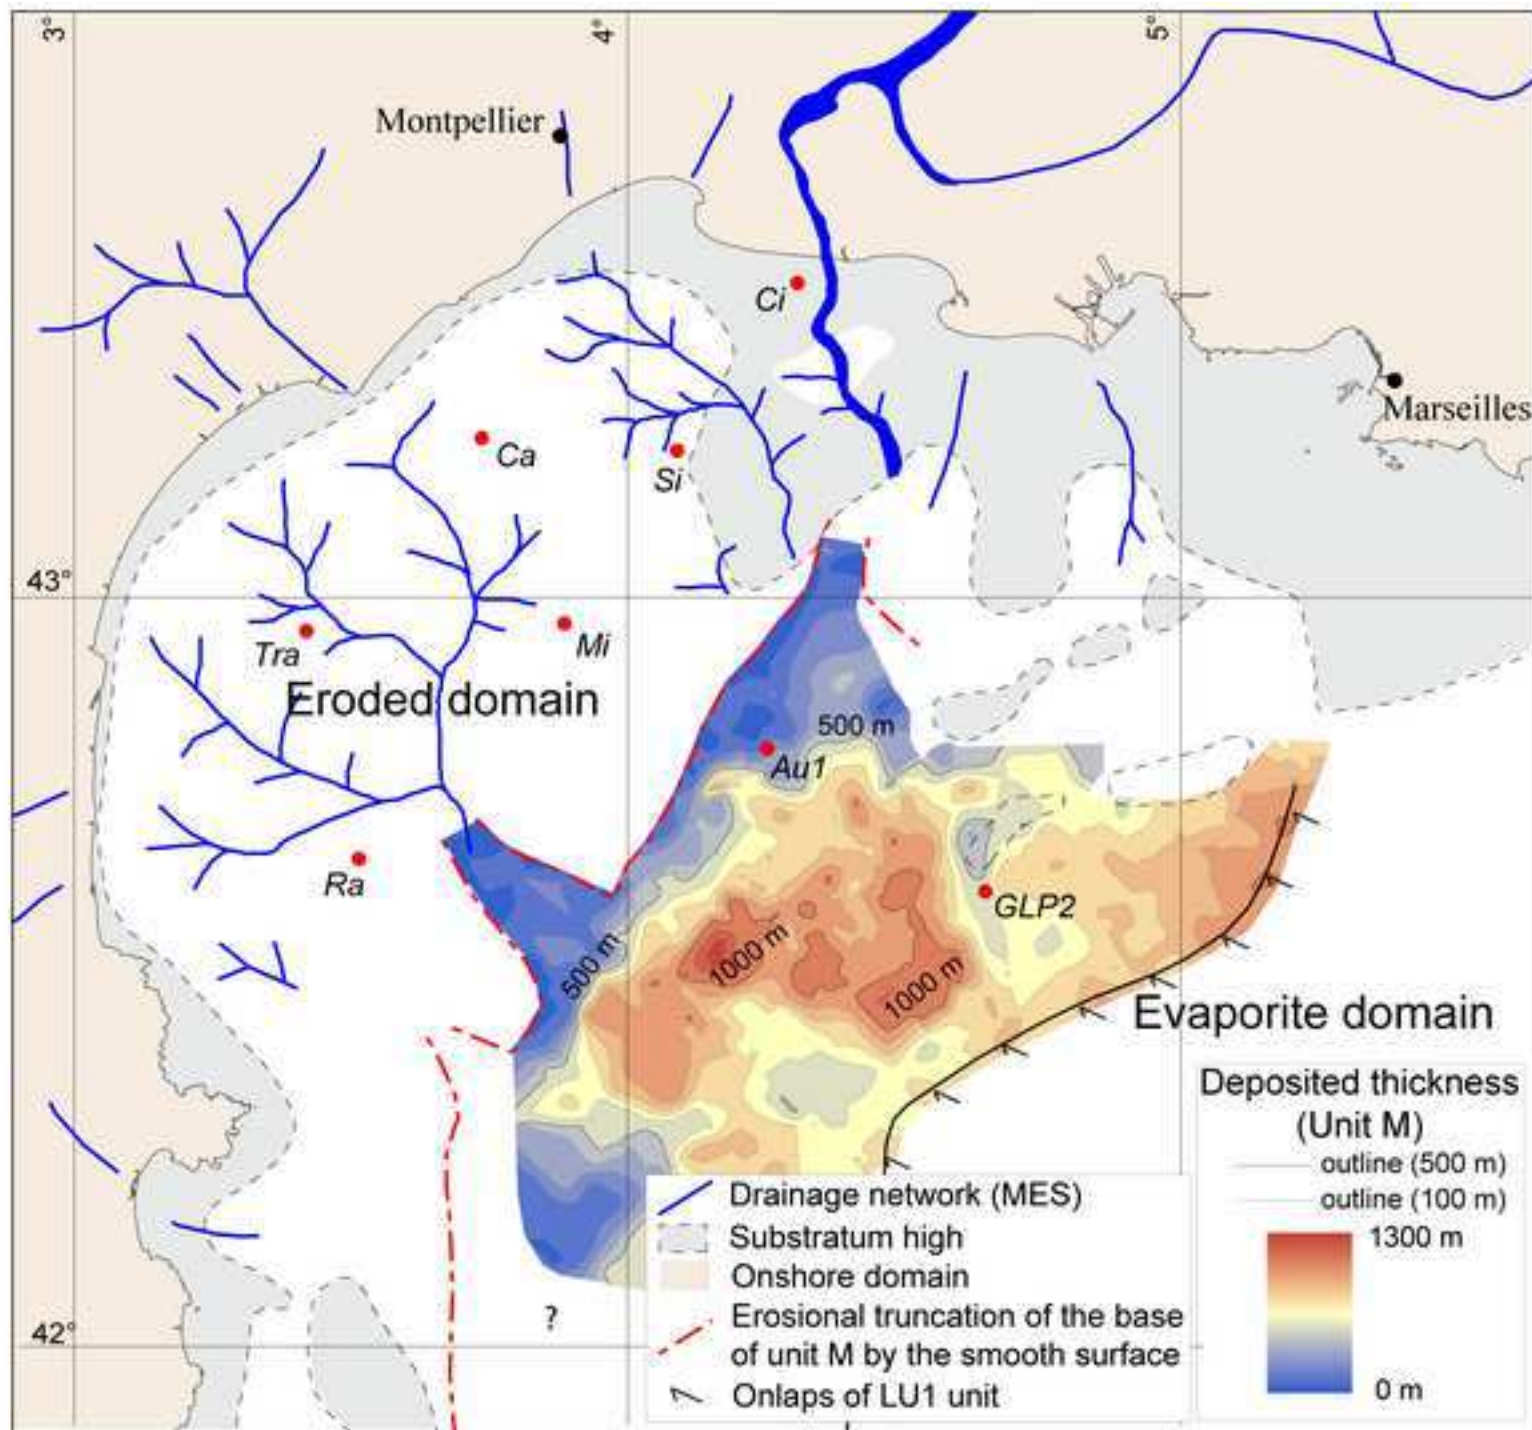 3°
4°
5°
Montpellier
Ci
Marseilles
Ca
Si
43°
Tra
Mi
Eroded domain
500 m
Au1
Ra
GLP2
500 m
1000 m
1000 m
Evaporite domain
Deposited thickness
(Unit M)
outline (500 m)
outline (100 m)
1300 m
0 m
Drainage network (MES)
Substratum high
Onshore domain
Erosional truncation of the base
of unit M by the smooth surface
Onlaps of LU1 unit
?
42°